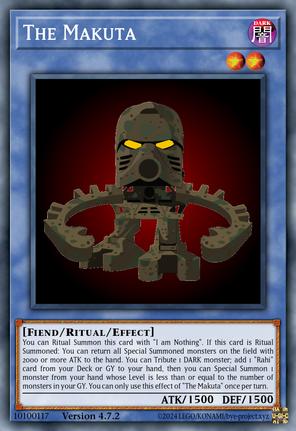 The Makuta
DARK
闇
[Fiend/Ritual/Effect]
You can Ritual Summon this card with "I am Nothing". If this card is Ritual
Summoned: You can return all Special Summoned monsters on the field with
2000 or more ATK to the hand. You can Tribute 1 DARK monster; add 1 "Rahi"
card from your Deck or GY to your hand, then you can Special Summon 1
monster from your hand whose Level is less than or equal to the number of
monsters in your GY. You can only use this effect of "The Makuta" once per turn.
ATK/1500 DEF/1500
10100117 Version 4.7.2 ©2024 LEGO/KONAMI/bye-project.xyz